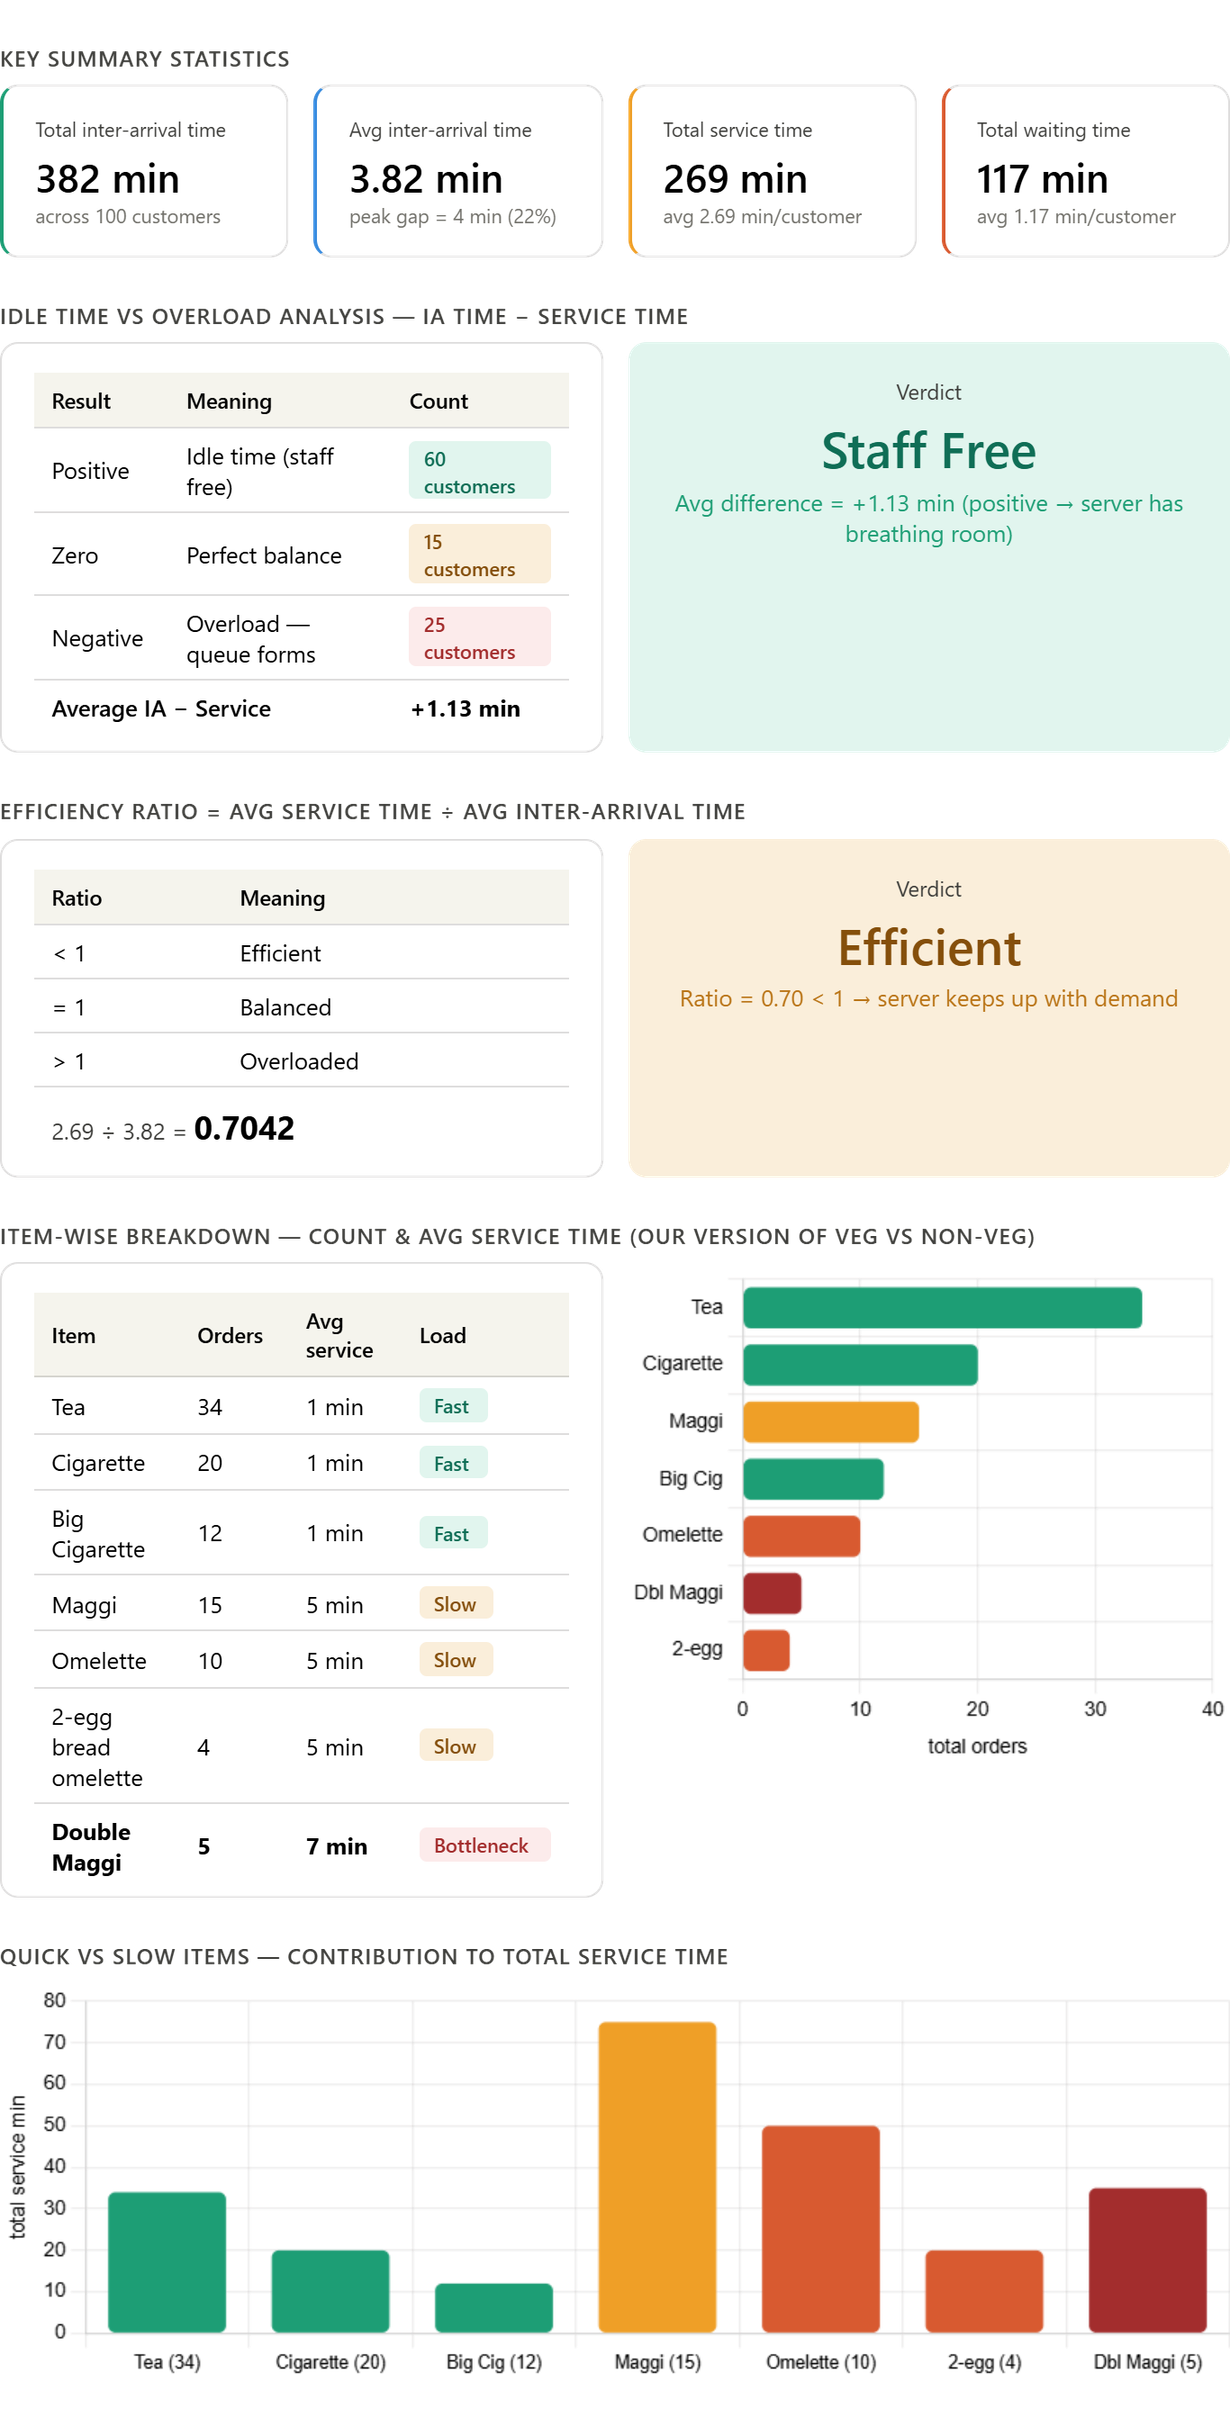 KEY SUMMARY STATISTICS
Total inter-arrival time
382 min
across 100 customers
Avg inter-arrival time
3.82 min
peak gap = 4 min (22%)
Total service time
269 min
avg 2.69 min/customer
Total waiting time
117 min
avg 1.17 min/customer
IDLE TIME VS OVERLOAD ANALYSIS — IA TIME − SERVICE TIME
Result Meaning Count
Positive Idle time (staff free) 60 customers
Zero Perfect balance 15 customers
Negative Overload — queue forms 25 customers
Average IA − Service +1.13 min
Verdict
Staff Free
Avg difference = +1.13 min (positive → server has
breathing room)
EFFICIENCY RATIO = AVG SERVICE TIME ÷ AVG INTER-ARRIVAL TIME
Ratio Meaning
< 1 Efficient
= 1 Balanced
> 1 Overloaded
2.69 ÷ 3.82 = 0.7042
Verdict
Efficient
Ratio = 0.70 < 1 → server keeps up with demand
ITEM-WISE BREAKDOWN — COUNT & AVG SERVICE TIME (OUR VERSION OF VEG VS NON-VEG)
Item Orders Avg service Load
Tea 34 1 min Fast
Cigarette 20 1 min Fast
Big Cigarette 12 1 min Fast
Maggi 15 5 min Slow
Omelette 10 5 min Slow
2-egg bread omelette 4 5 min Slow
Double Maggi 5 7 min Bottleneck
Tea
Cigarette
Maggi
Big Cig
Omelette
Dbl Maggi
2-egg
0 10 20 30 40
total orders
QUICK VS SLOW ITEMS — CONTRIBUTION TO TOTAL SERVICE TIME
80
70
60
50
40
30
20
10
0
total service min
Tea (34) Cigarette (20) Big Cig (12) Maggi (15) Omelette (10) 2-egg (4) Dbl Maggi (5)